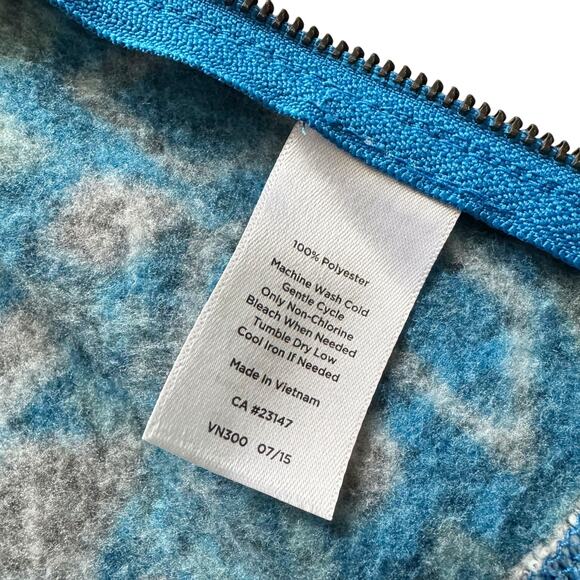 100% Polyester
Machine Wash Cold
Gentle Cycle
Only Non-Chlorine
Bleach When Needed
Tumble Dry Low
Cool Iron If Needed
Made in Vietnam
CA #23147
VN300 07/15